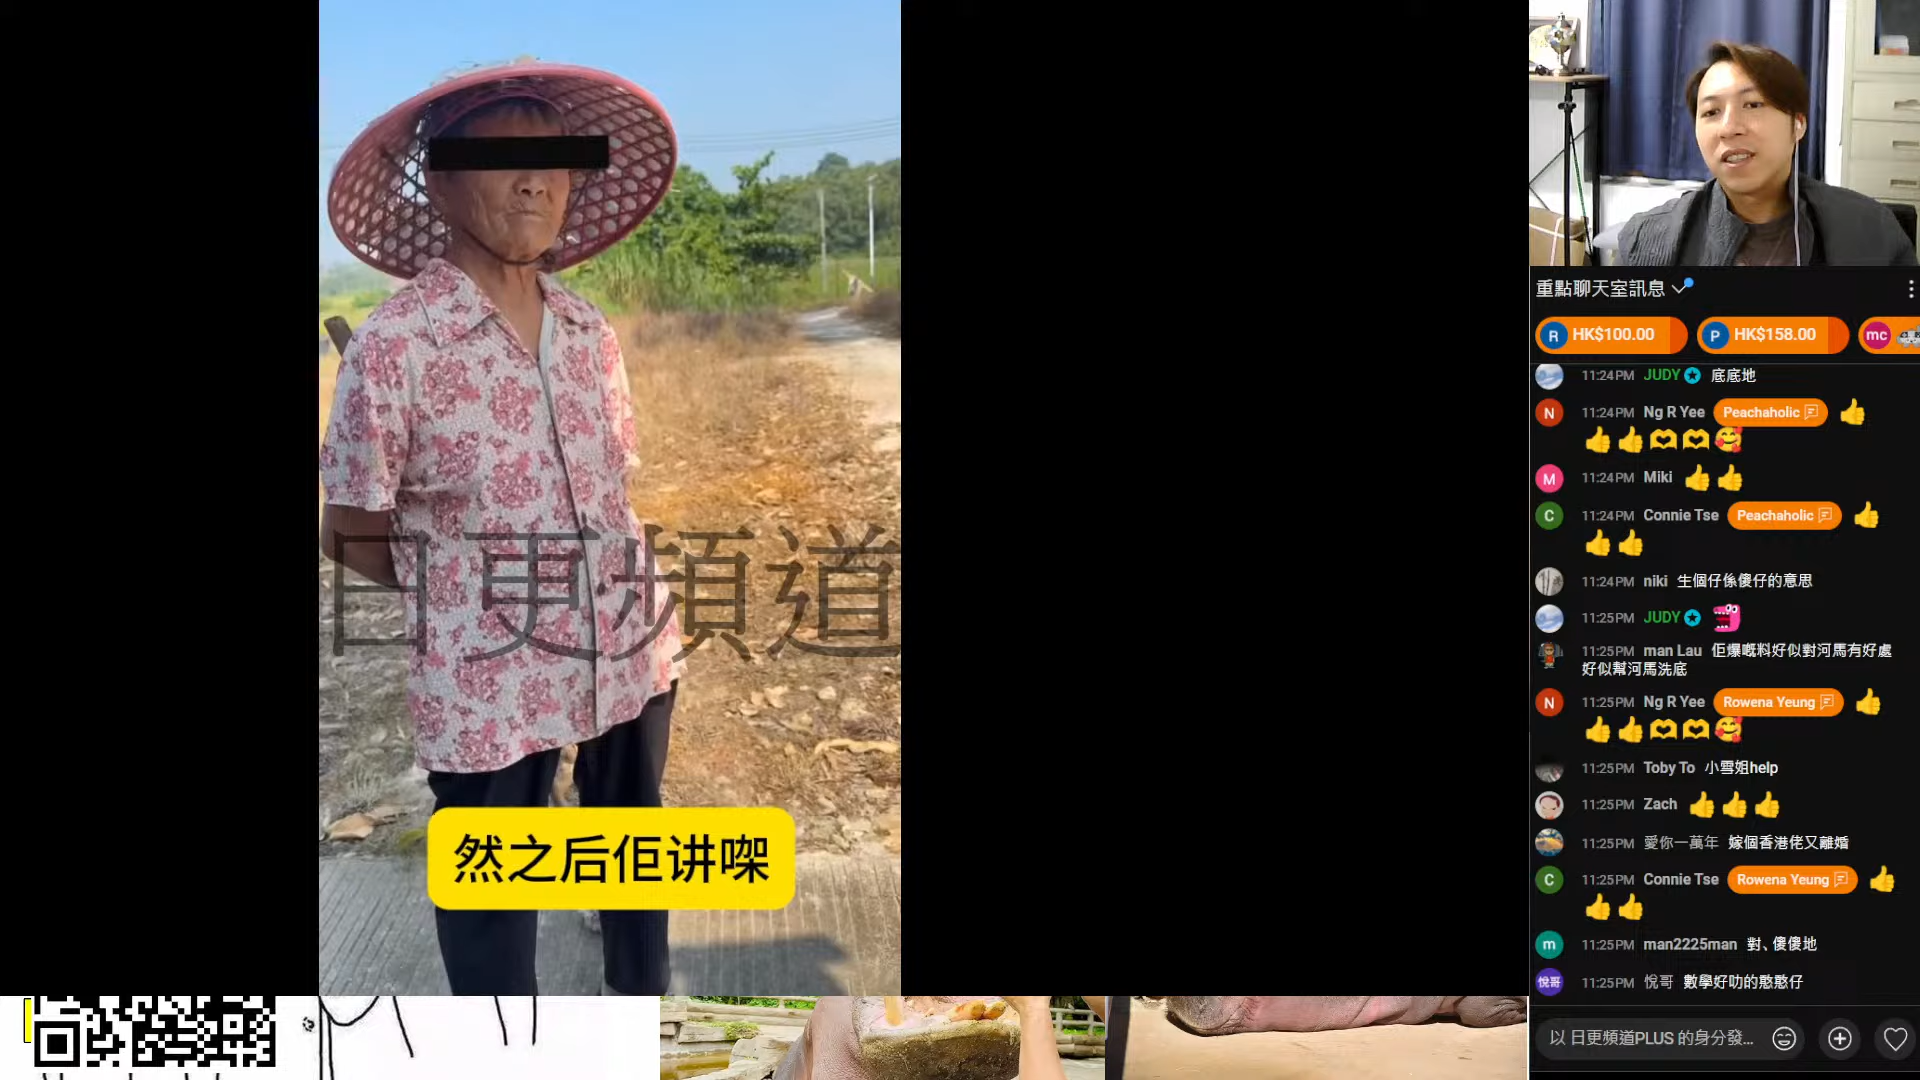 日更頻道
然之后佢讲㗎
重點聊天室訊息
R HK$100.00
P HK$158.00
mc
11:24PM JUDY 底底地
N 11:24PM Ng R Yee Peachaholic 👍
👍👍🫶🫶🥰
M 11:24PM Miki 👍👍
C 11:24PM Connie Tse Peachaholic 👍
👍👍
11:24PM niki 生個仔係傻仔的意思
11:25PM JUDY
11:25PM man Lau 佢爆嘅料好似對河馬有好處
好似幫河馬洗底
N 11:25PM Ng R Yee Rowena Yeung 👍
👍👍🫶🫶🥰
11:25PM Toby To 小雪姐help
11:25PM Zach 👍👍👍
11:25PM 愛你一萬年 嫁個香港佬又離婚
C 11:25PM Connie Tse Rowena Yeung 👍
👍👍
m 11:25PM man2225man 對、傻傻地
悅哥 11:25PM 悅哥 數學好叻的憨憨仔
以 日更頻道PLUS 的身分發...